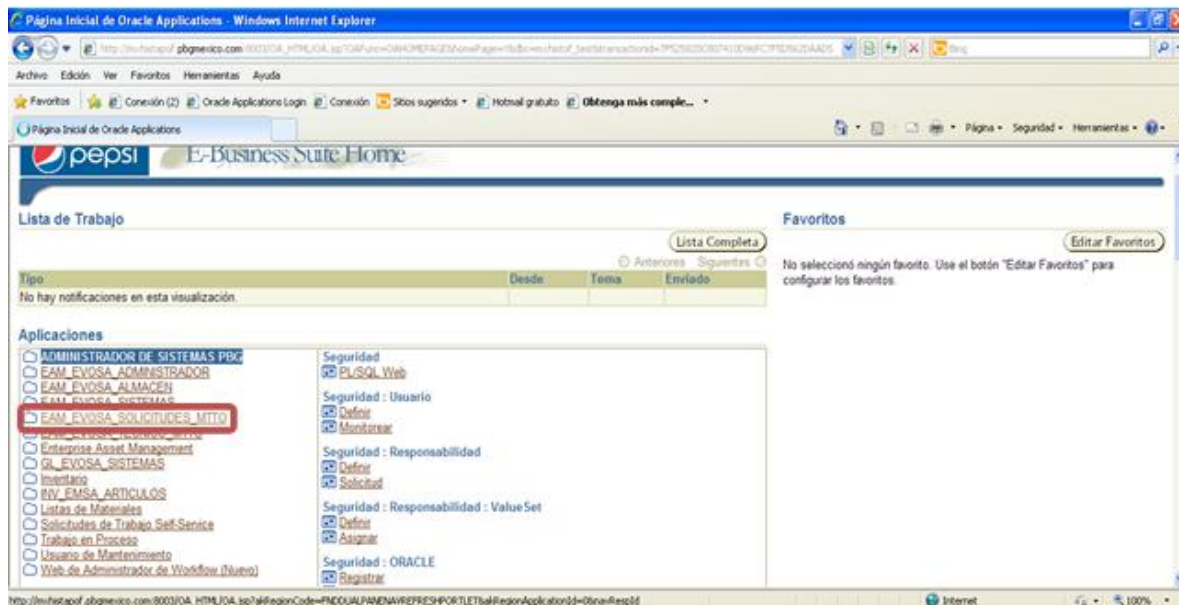 Página Inicial de Oracle Applications - Windows Internet Explorer
pbgmexico.com
Bing
Archivo Edición Ver Favoritos Herramientas Ayuda
Favoritos Conexión (2) Oracle Applications Login Conexión Sitios sugeridos Hotmail gratuito Obtenga más comple...
Página Inicial de Oracle Applications
Página Seguridad Herramientas
pepsi E-Business Suite Home
Lista de Trabajo
Lista Completa
Anteriores Siguientes
Tipo Desde Tema Enviado
No hay notificaciones en esta visualización.
Favoritos
Editar Favoritos
No seleccionó ningún favorito. Use el botón "Editar Favoritos" para
configurar los favoritos.
Aplicaciones
ADMINISTRADOR DE SISTEMAS PBG
EAM_EVOSA_ADMINISTRADOR
EAM_EVOSA_ALMACEN
EAM_EVOSA_SISTEMAS
EAM_EVOSA_SOLICITUDES_MTTO
EAM_EVOSA_TECNICO_MTTO
Enterprise Asset Management
GL_EVOSA_SISTEMAS
Inventario
INV_EMSA_ARTICULOS
Listas de Materiales
Solicitudes de Trabajo Self-Service
Trabajo en Proceso
Usuario de Mantenimiento
Web de Administrador de Workflow (Nuevo)
Seguridad
PL/SQL Web
Seguridad : Usuario
Definir
Monitorear
Seguridad : Responsabilidad
Definir
Solicitud
Seguridad : Responsabilidad : ValueSet
Definir
Asignar
Seguridad : ORACLE
Registrar
Internet 100%